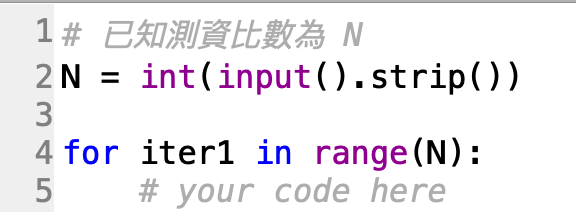 1 # 已知測資比數為 N
2 N = int(input().strip())
3
4 for iter1 in range(N):
5     # your code here